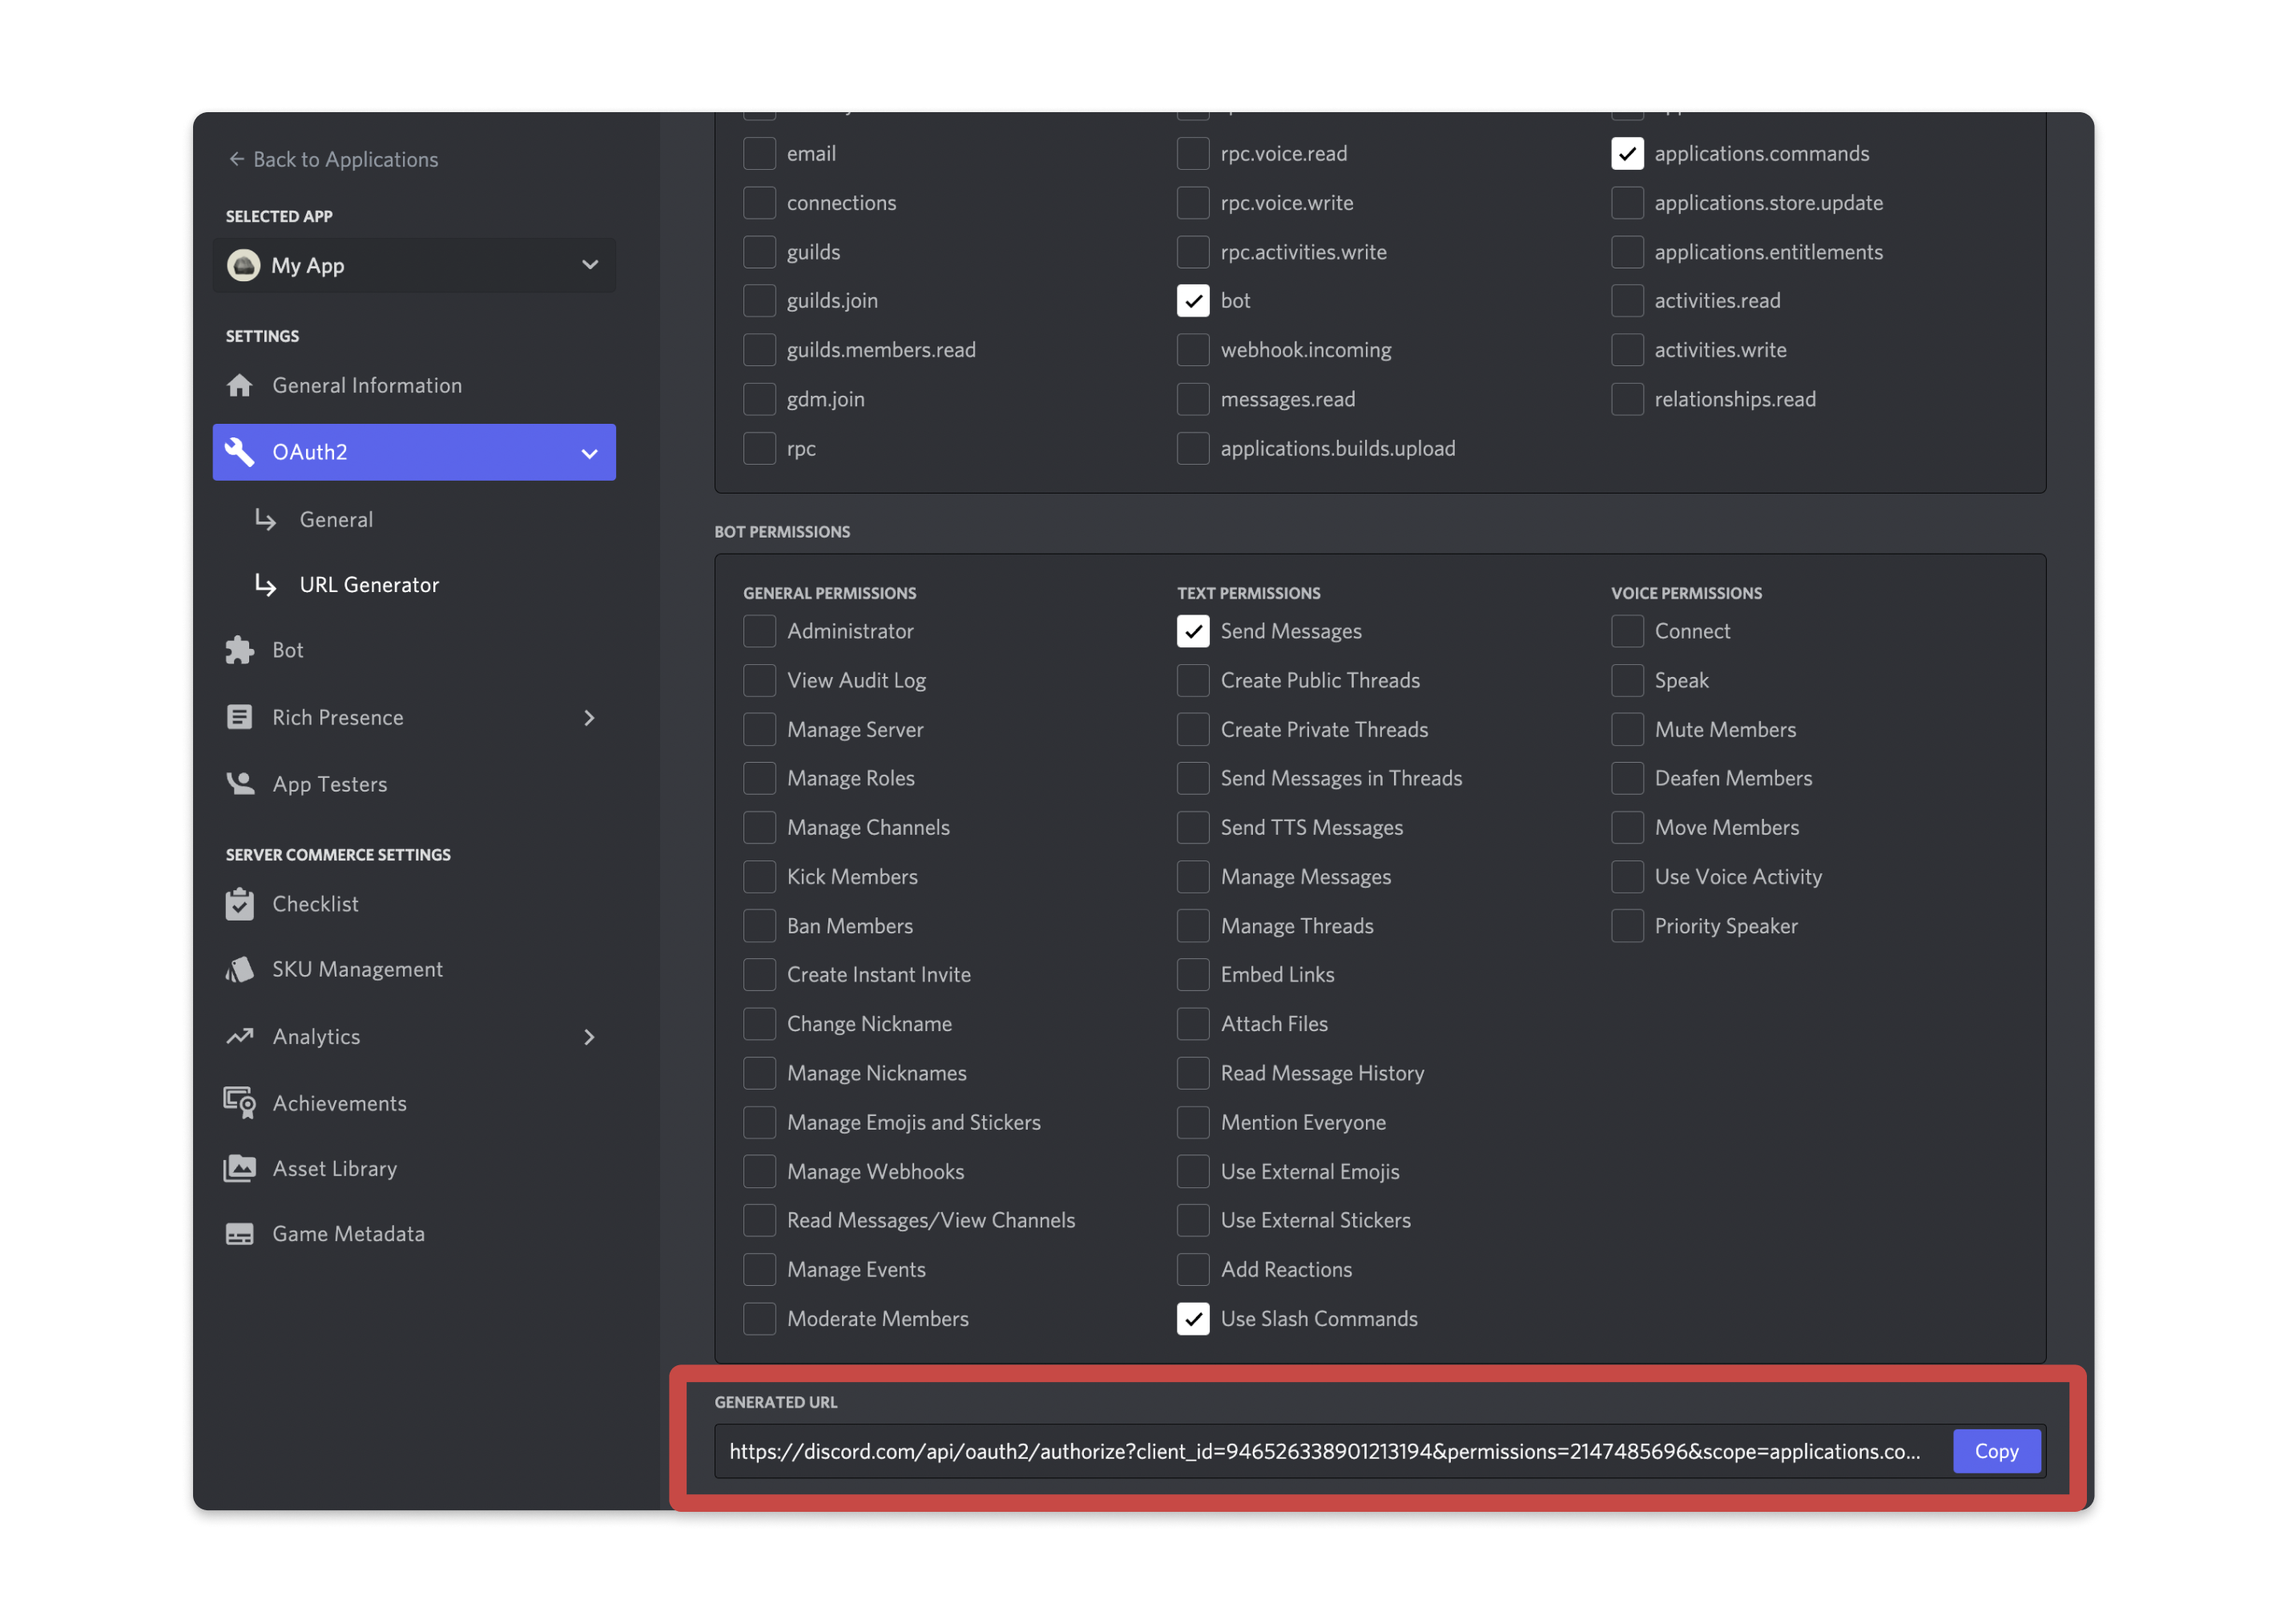 Back to Applications
SELECTED APP
My App
SETTINGS
General Information
OAuth2
General
URL Generator
Bot
Rich Presence
App Testers
SERVER COMMERCE SETTINGS
Checklist
SKU Management
Analytics
Achievements
Asset Library
Game Metadata
email
connections
guilds
guilds.join
guilds.members.read
gdm.join
rpc
rpc.voice.read
rpc.voice.write
rpc.activities.write
bot
webhook.incoming
messages.read
applications.builds.upload
applications.commands
applications.store.update
applications.entitlements
activities.read
activities.write
relationships.read
BOT PERMISSIONS
GENERAL PERMISSIONS
Administrator
View Audit Log
Manage Server
Manage Roles
Manage Channels
Kick Members
Ban Members
Create Instant Invite
Change Nickname
Manage Nicknames
Manage Emojis and Stickers
Manage Webhooks
Read Messages/View Channels
Manage Events
Moderate Members
TEXT PERMISSIONS
Send Messages
Create Public Threads
Create Private Threads
Send Messages in Threads
Send TTS Messages
Manage Messages
Manage Threads
Embed Links
Attach Files
Read Message History
Mention Everyone
Use External Emojis
Use External Stickers
Add Reactions
Use Slash Commands
VOICE PERMISSIONS
Connect
Speak
Mute Members
Deafen Members
Move Members
Use Voice Activity
Priority Speaker
GENERATED URL
https://discord.com/api/oauth2/authorize?client_id=946526338901213194&permissions=2147485696&scope=applications.co...
Copy